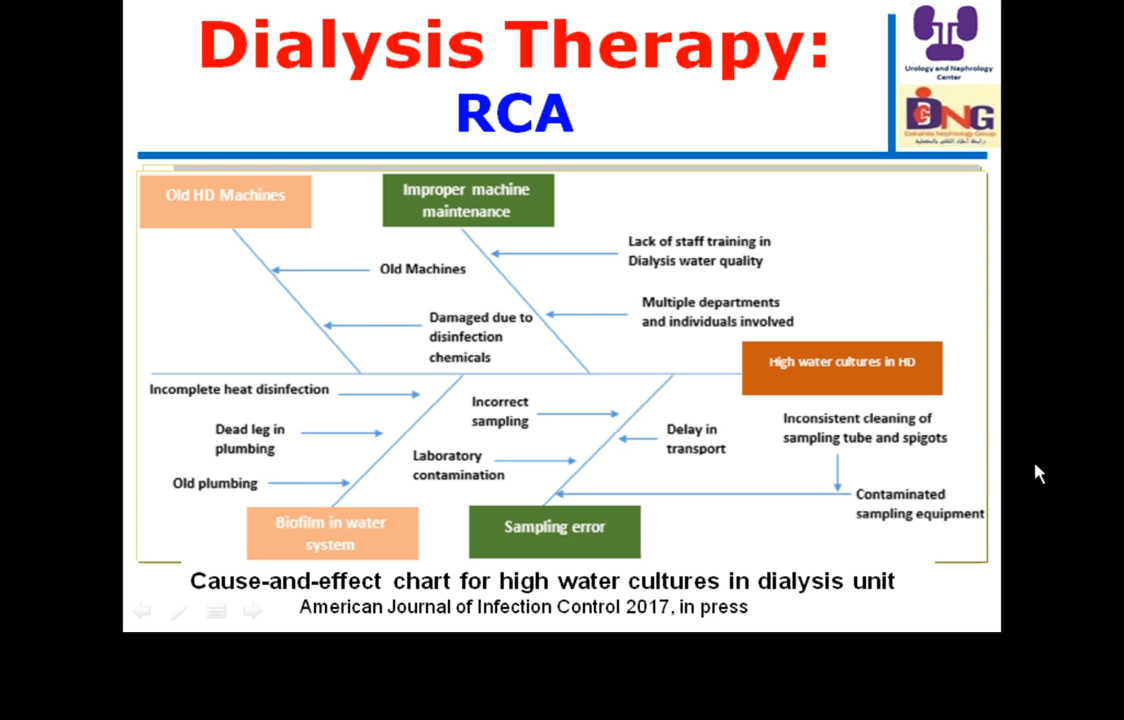 Dialysis Therapy:
RCA
Urology and Nephrology
Center
DNG
Dakahlia Nephrology Group
Old HD Machines
Improper machine
maintenance
Lack of staff training in
Dialysis water quality
Old Machines
Multiple departments
and individuals involved
Damaged due to
disinfection
chemicals
High water cultures in HD
Incomplete heat disinfection
Incorrect
sampling
Inconsistent cleaning of
sampling tube and spigots
Dead leg in
plumbing
Delay in
transport
Laboratory
contamination
Old plumbing
Contaminated
sampling equipment
Biofilm in water
system
Sampling error
Cause-and-effect chart for high water cultures in dialysis unit
American Journal of Infection Control 2017, in press